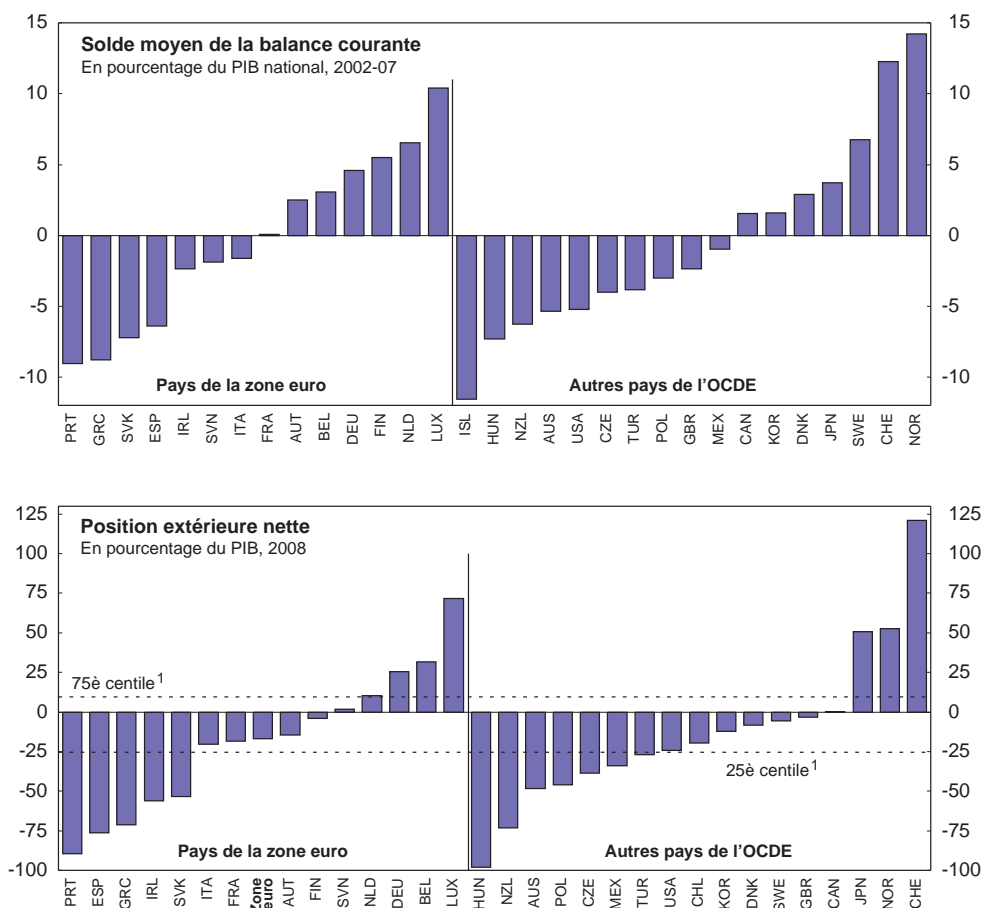 Solde moyen de la balance courante
En pourcentage du PIB national, 2002-07
15 15
10 10
5 5
0 0
-5 -5
-10 -10
Pays de la zone euro Autres pays de l'OCDE
PRT GRC SVK ESP IRL SVN ITA FRA AUT BEL DEU FIN NLD LUX ISL HUN NZL AUS USA CZE TUR POL GBR MEX CAN KOR DNK JPN SWE CHE NOR
Position extérieure nette
En pourcentage du PIB, 2008
125 125
100 100
75 75
50 50
25 25
75è centile 1
0 0
-25 -25
25è centile 1
-50 -50
-75 -75
-100 -100
Pays de la zone euro Autres pays de l'OCDE
PRT ESP GRC IRL SVK ITA FRA Zone euro AUT FIN SVN NLD DEU BEL LUX HUN NZL AUS POL CZE MEX TUR USA CHL KOR DNK SWE GBR CAN JPN NOR CHE